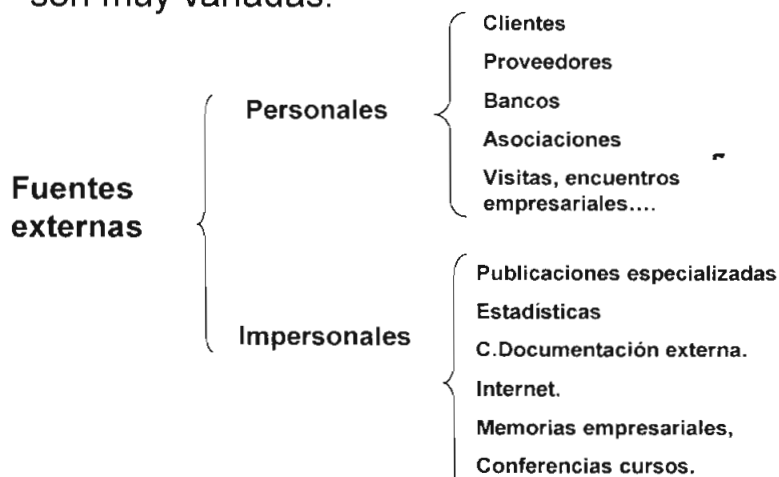 son muy variadas.
Clientes
Proveedores
Personales
Bancos
Asociaciones
Visitas, encuentros
empresariales....
Fuentes
externas
Publicaciones especializadas
Estadísticas
Impersonales
C.Documentación externa.
Internet.
Memorias empresariales,
Conferencias cursos.